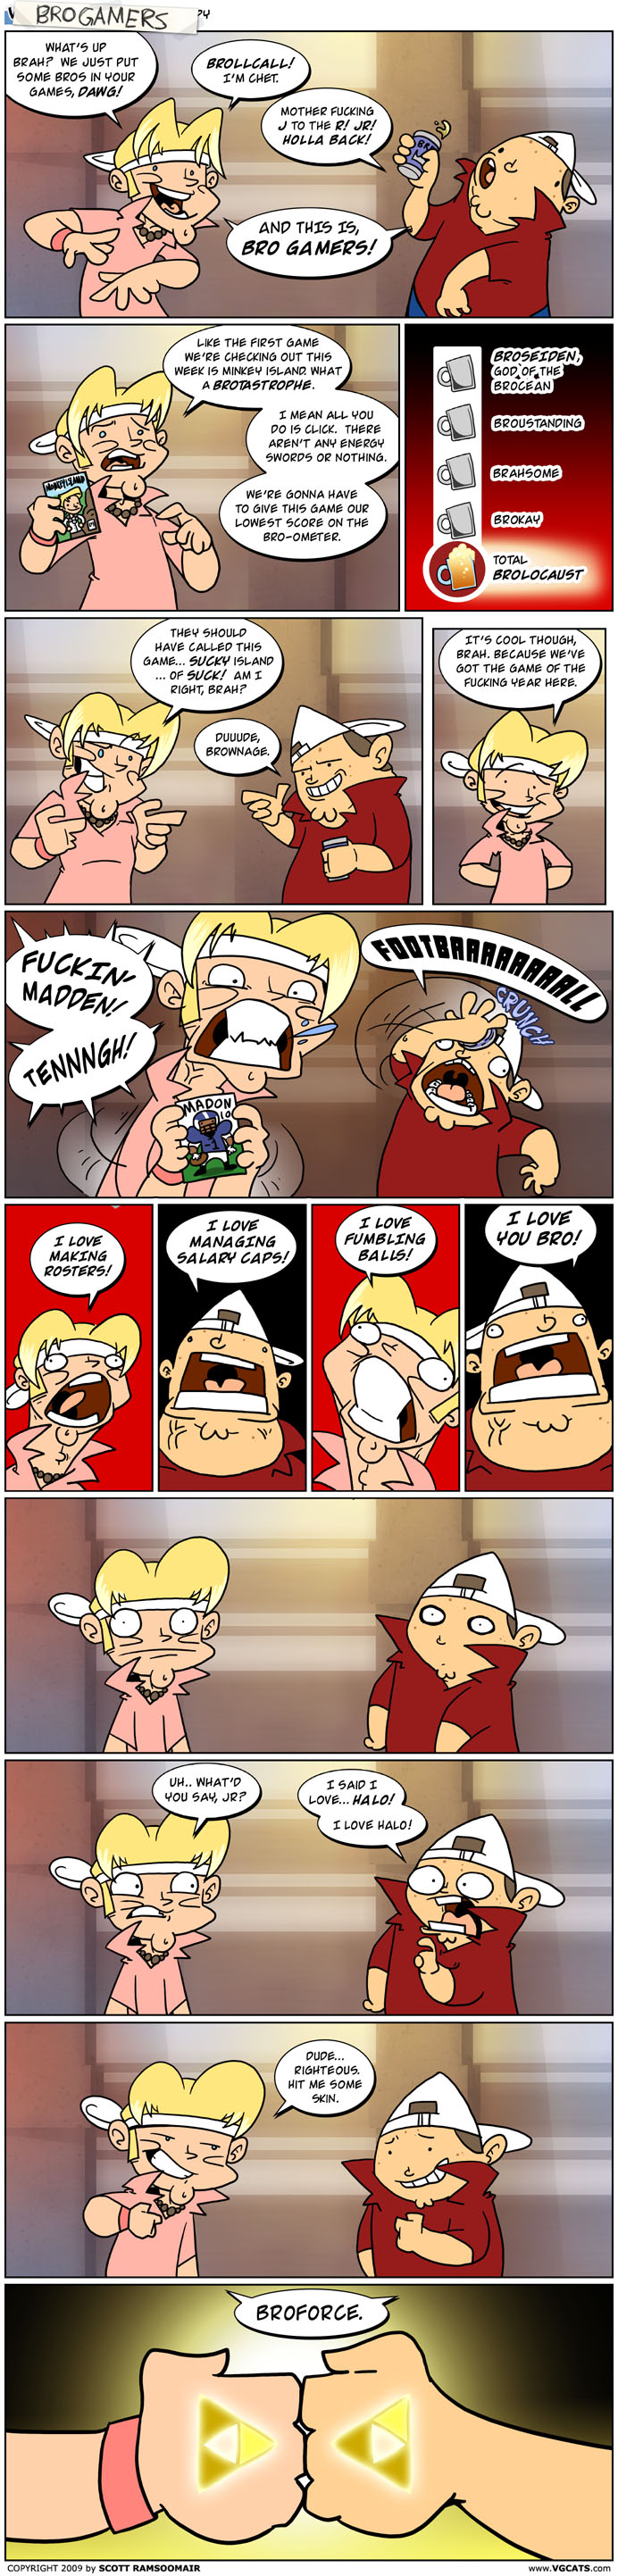 BROGAMERS
PY
WHAT'S UP
BRAH? WE JUST PUT
SOME BROS IN YOUR
GAMES, DAWG!
BROLLCALL!
I'M CHET.
MOTHER FUCKING
J TO THE R! JR!
HOLLA BACK!
AND THIS IS,
BRO GAMERS!
LIKE THE FIRST GAME
WE'RE CHECKING OUT THIS
WEEK IS MINKEY ISLAND. WHAT
A BROTASTROPHE.
I MEAN ALL YOU
DO IS CLICK. THERE
AREN'T ANY ENERGY
SWORDS OR NOTHING.
WE'RE GONNA HAVE
TO GIVE THIS GAME OUR
LOWEST SCORE ON THE
BRO-OMETER.
BROSEIDEN,
GOD OF THE
BROCEAN
BROUSTANDING
BRAHSOME
BROKAY
TOTAL
BROLOCAUST
THEY SHOULD
HAVE CALLED THIS
GAME... SUCKY ISLAND
... OF SUCK! AM I
RIGHT, BRAH?
DUUUDE,
BROWNAGE.
IT'S COOL THOUGH,
BRAH. BECAUSE WE'VE
GOT THE GAME OF THE
FUCKING YEAR HERE.
FUCKIN'
MADDEN!
TENNNGH!
FOOTBAAAAAAAALL
CRUNCH
MADON
10
I LOVE
MAKING
ROSTERS!
I LOVE
MANAGING
SALARY CAPS!
I LOVE
FUMBLING
BALLS!
I LOVE
YOU BRO!
UH.. WHAT'D
YOU SAY, JR?
I SAID I
LOVE... HALO!
I LOVE HALO!
DUDE...
RIGHTEOUS.
HIT ME SOME
SKIN.
BROFORCE.
COPYRIGHT 2009 by SCOTT RAMSOOMAIR
www.VGCATS.com